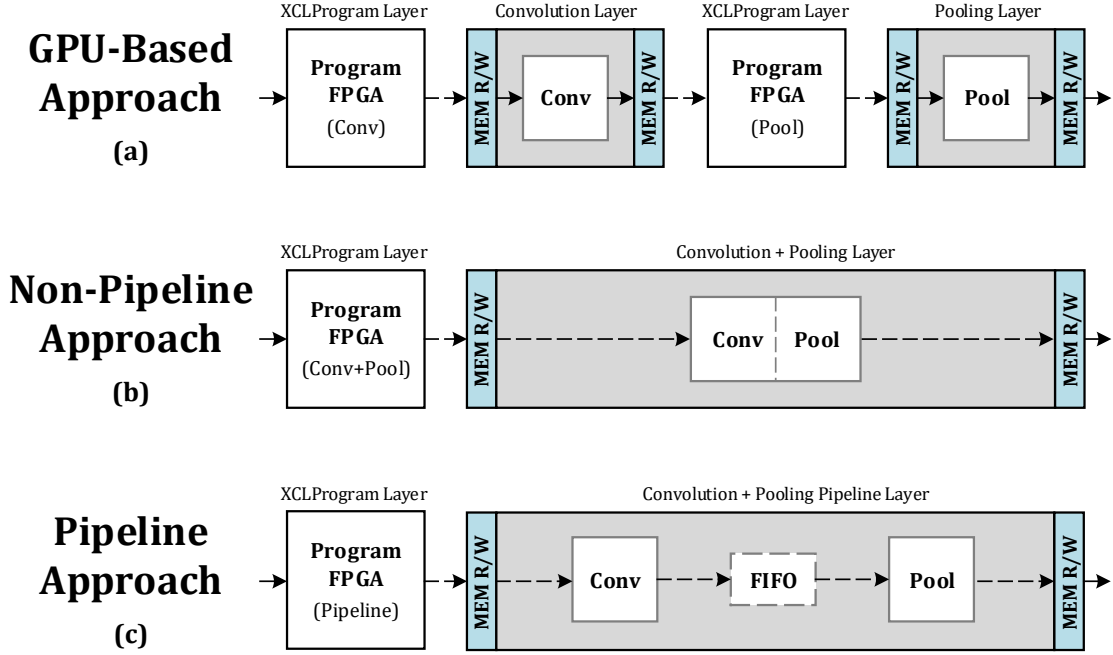 GPU-Based
Approach
(a)
XCLProgram Layer
Program
FPGA
(Conv)
Convolution Layer
MEM R/W
Conv
MEM R/W
XCLProgram Layer
Program
FPGA
(Pool)
Pooling Layer
MEM R/W
Pool
MEM R/W
Non-Pipeline
Approach
(b)
XCLProgram Layer
Program
FPGA
(Conv+Pool)
Convolution + Pooling Layer
MEM R/W
Conv
Pool
MEM R/W
Pipeline
Approach
(c)
XCLProgram Layer
Program
FPGA
(Pipeline)
Convolution + Pooling Pipeline Layer
MEM R/W
Conv
FIFO
Pool
MEM R/W